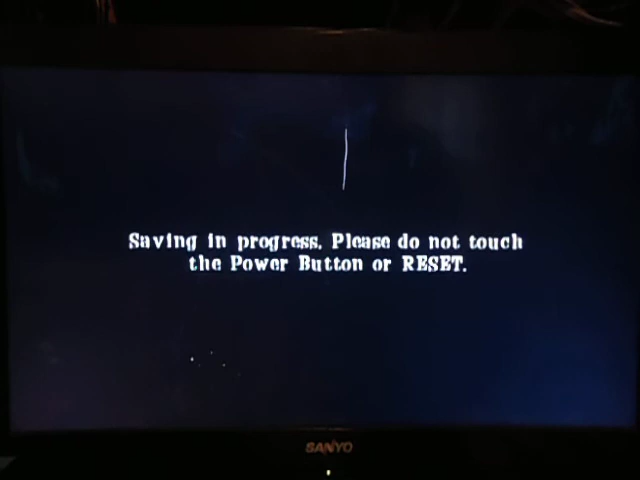 Saving in progress. Please do not touch
the Power Button or RESET.
SANYO